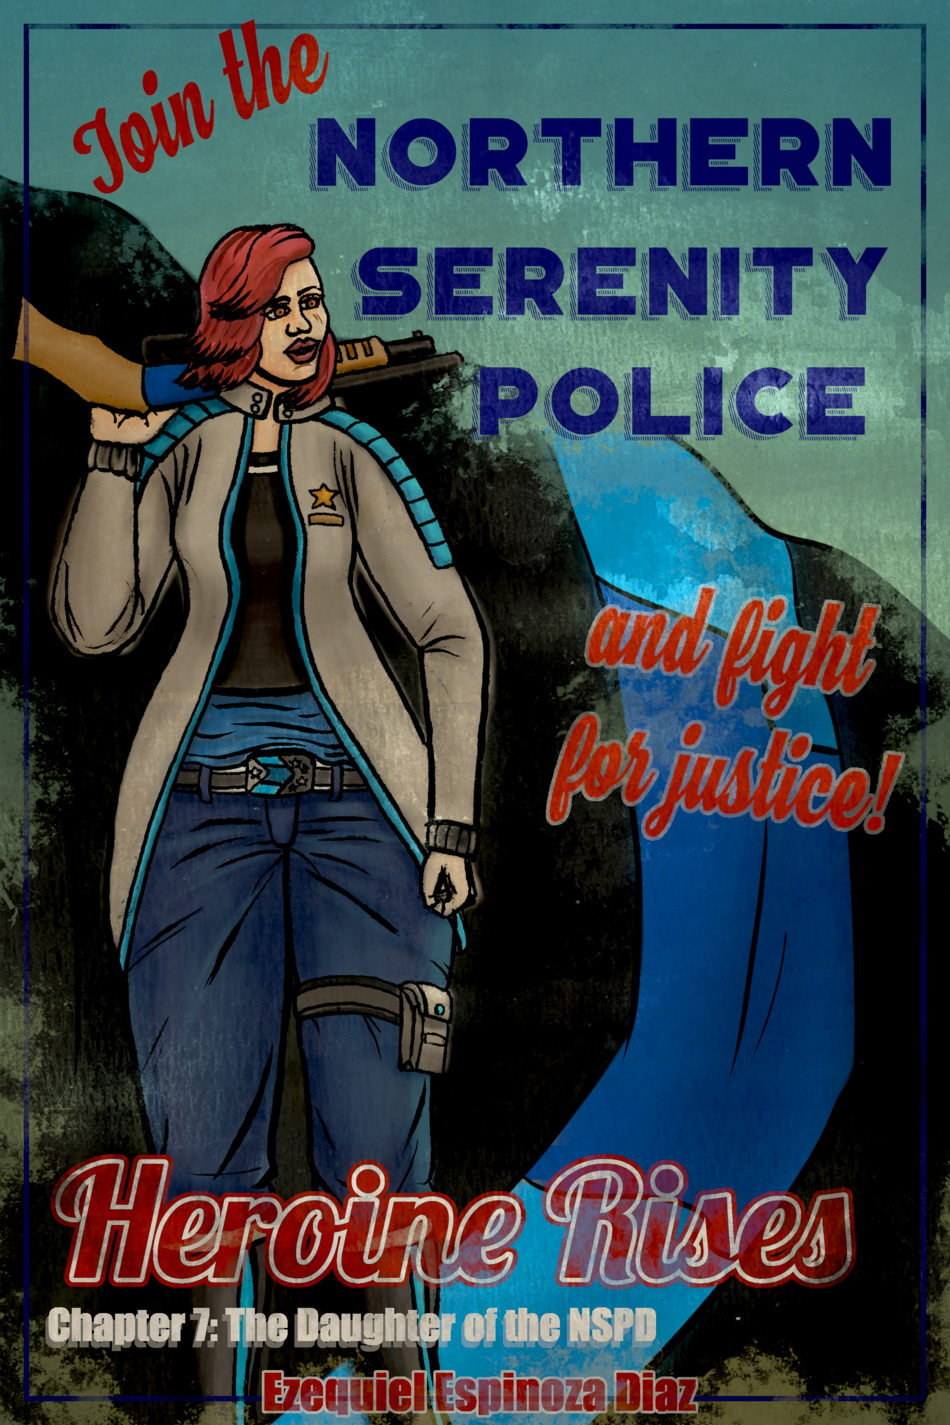 Join the
NORTHERN
SERENITY
POLICE
and fight
for justice!
Heroine Rises
Chapter 7: The Daughter of the NSPD
Ezequiel Espinoza Diaz